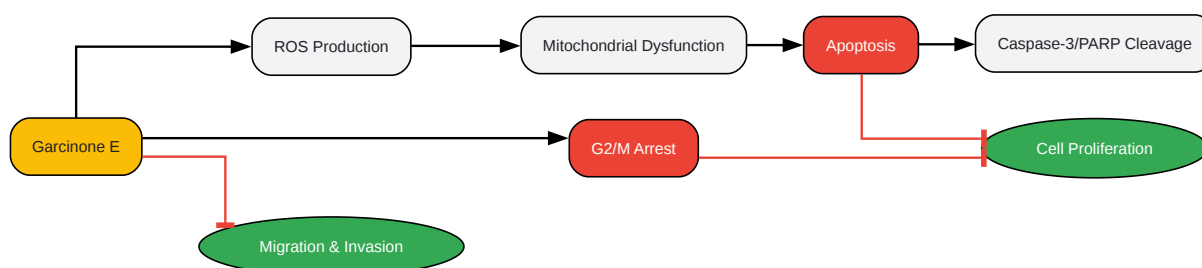 ROS Production
Mitochondrial Dysfunction
Apoptosis
Caspase-3/PARP Cleavage
Garcinone E
G2/M Arrest
Cell Proliferation
Migration & Invasion